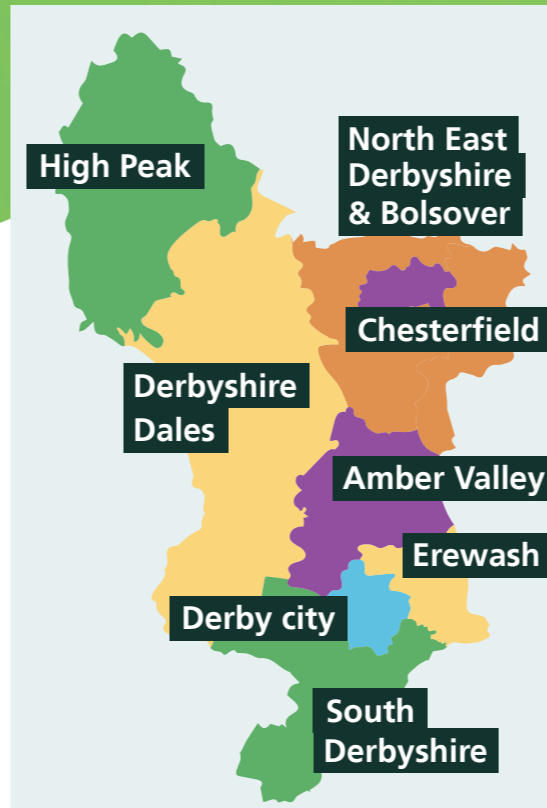 High Peak
North East
Derbyshire
& Bolsover
Chesterfield
Derbyshire
Dales
Amber Valley
Erewash
Derby city
South
Derbyshire